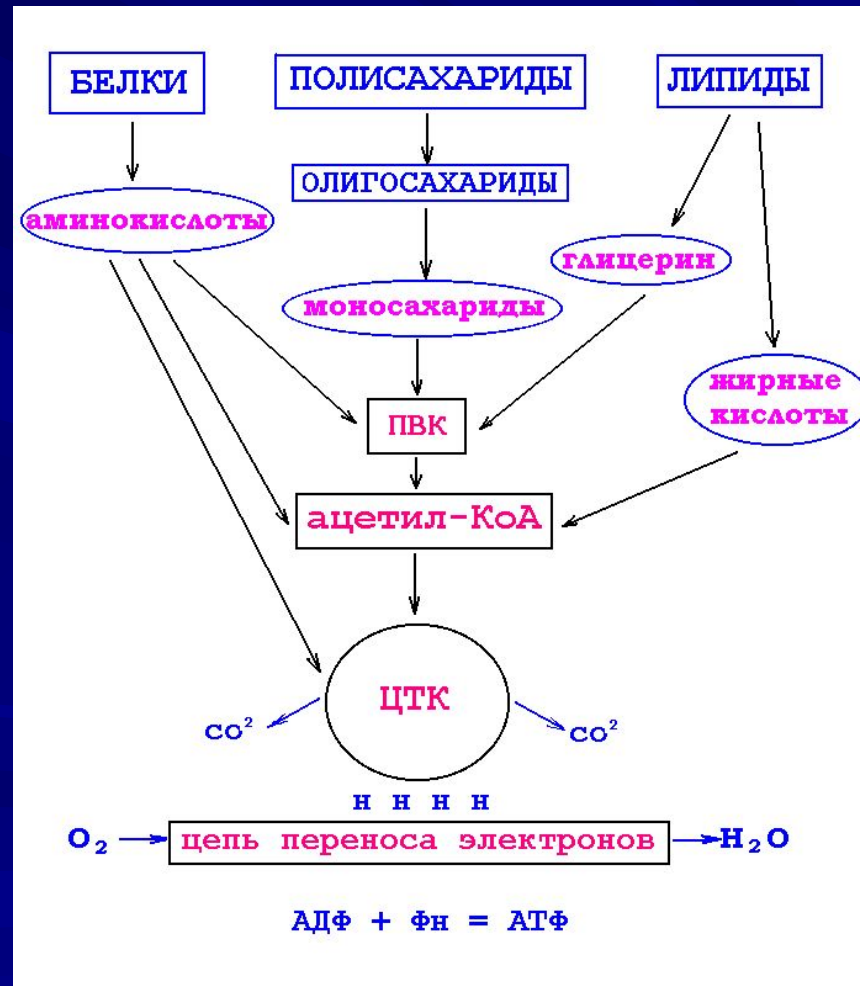 БЕЛКИ
ПОЛИСАХАРИДЫ
ЛИПИДЫ
ОЛИГОСАХАРИДЫ
аминокислоты
глицерин
моносахариды
жирные
кислоты
ПВК
ацетил-КоА
ЦТК
CO²
CO²
н н н н
O₂
цепь переноса электронов
H₂O
АДФ + Фн = АТФ